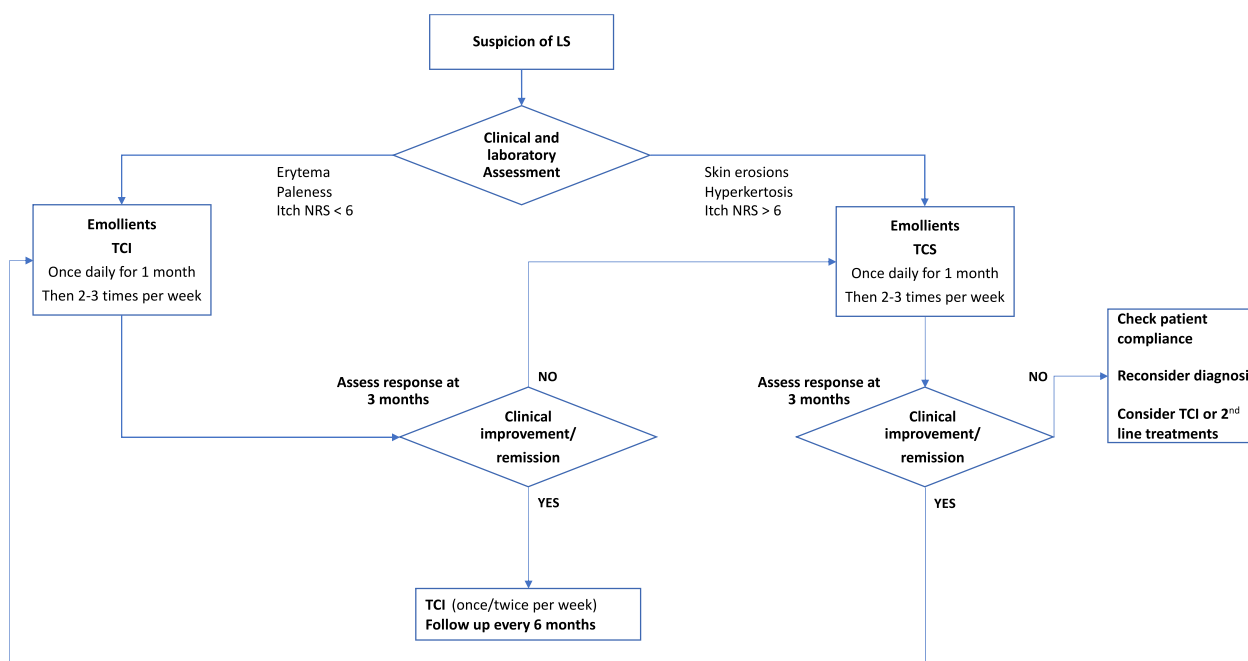 Suspicion of LS
Clinical and
laboratory
Assessment
Erytema
Paleness
Itch NRS < 6
Skin erosions
Hyperkertosis
Itch NRS > 6
Emollients
TCI
Once daily for 1 month
Then 2-3 times per week
Emollients
TCS
Once daily for 1 month
Then 2-3 times per week
Assess response at
3 months
NO
Clinical
improvement/
remission
YES
Assess response at
3 months
NO
Clinical
improvement/
remission
YES
Check patient
compliance
Reconsider diagnosi
Consider TCI or 2nd
line treatments
TCI (once/twice per week)
Follow up every 6 months